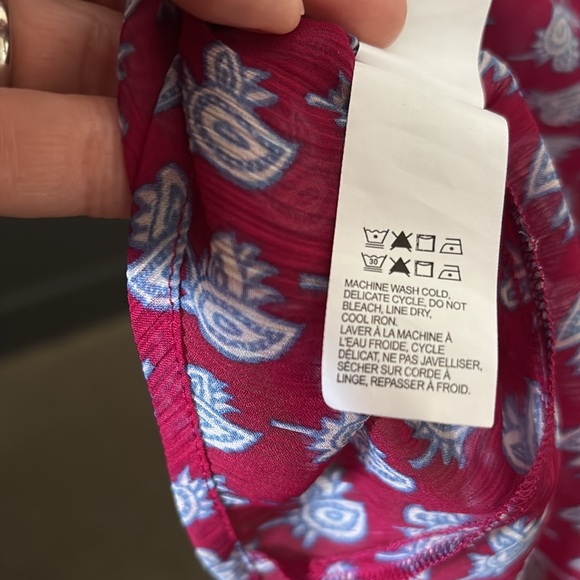 30
MACHINE WASH COLD,
DELICATE CYCLE, DO NOT
BLEACH, LINE DRY,
COOL IRON.
LAVER À LA MACHINE À
L'EAU FROIDE, CYCLE
DÉLICAT, NE PAS JAVELLISER,
SÉCHER SUR CORDE À
LINGE, REPASSER À FROID.